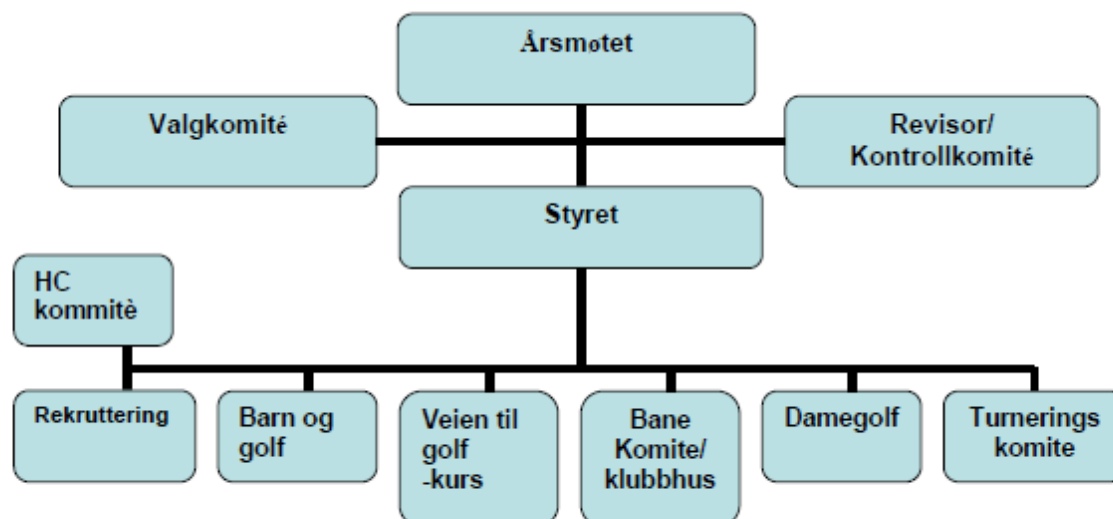 Årsmøtet
Valgkomité
Revisor/
Kontrollkomité
Styret
HC
kommitè
Rekruttering
Barn og
golf
Veien til
golf
-kurs
Bane
Komite/
klubbhus
Damegolf
Turnerings
komite